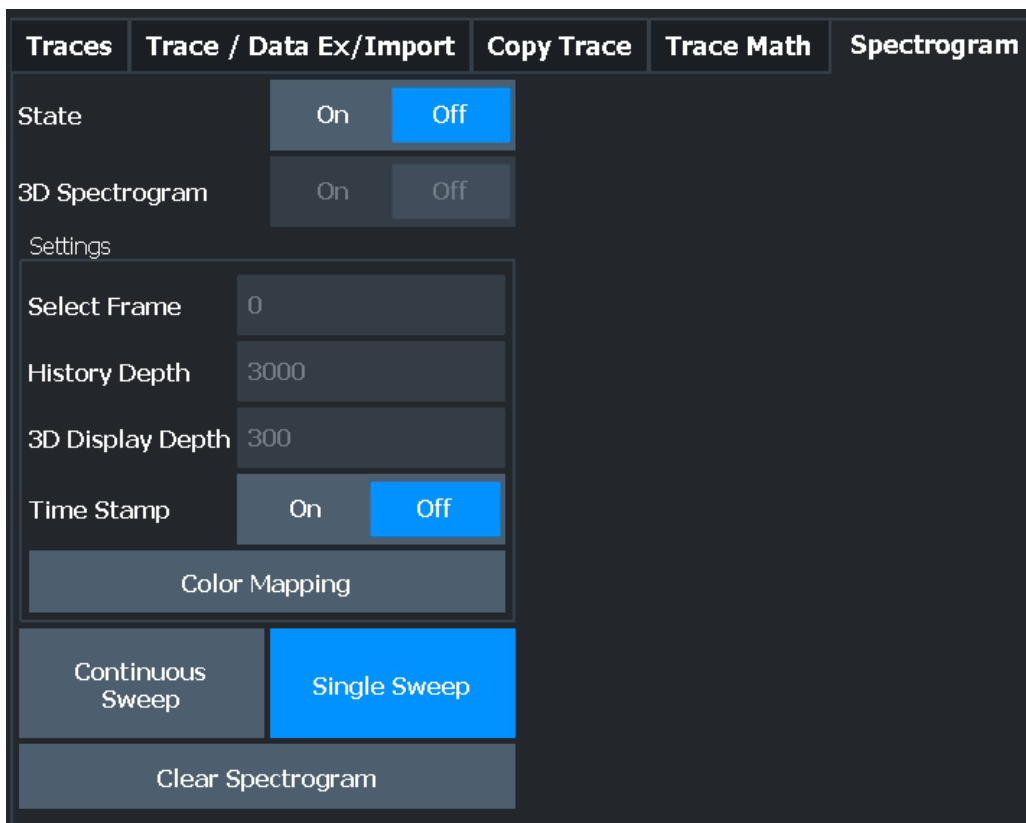 Traces Trace / Data Ex/Import Copy Trace Trace Math Spectrogram
State On Off
3D Spectrogram On Off
Settings
Select Frame 0
History Depth 3000
3D Display Depth 300
Time Stamp On Off
Color Mapping
Continuous
Sweep
Single Sweep
Clear Spectrogram